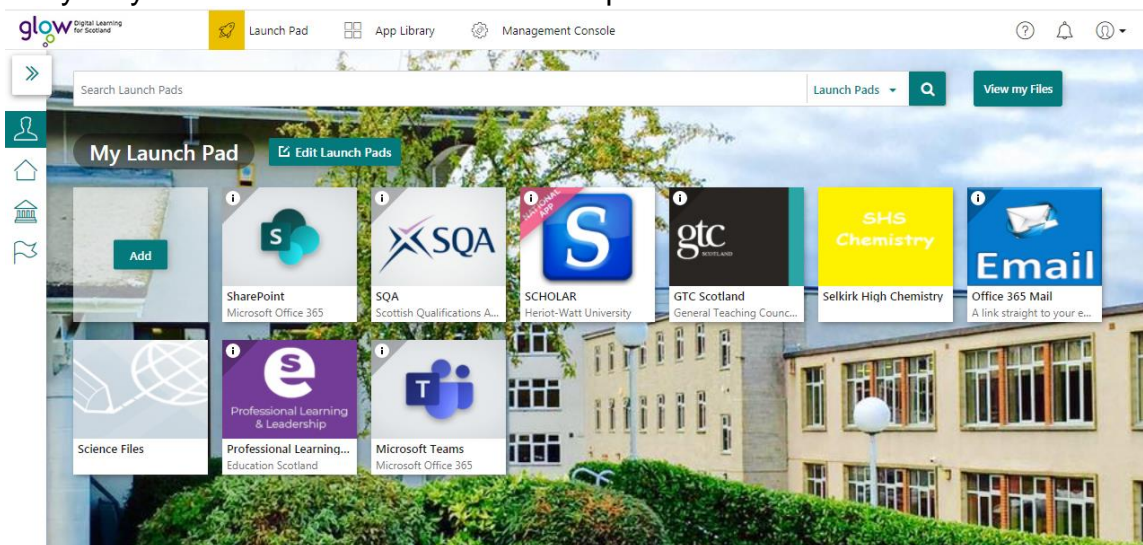 glow Digital Learning
for Scotland
Launch Pad
App Library
Management Console
Search Launch Pads
Launch Pads
View my Files
My Launch Pad
Edit Launch Pads
Add
S
SharePoint
Microsoft Office 365
SQA
SQA
Scottish Qualifications A...
NATIONAL
APP
S
SCHOLAR
Heriot-Watt University
gtc
SCOTLAND
GTC Scotland
General Teaching Counc...
SHS
Chemistry
Selkirk High Chemistry
Email
Office 365 Mail
A link straight to your e...
Science Files
Professional Learning
& Leadership
Professional Learning...
Education Scotland
T
Microsoft Teams
Microsoft Office 365